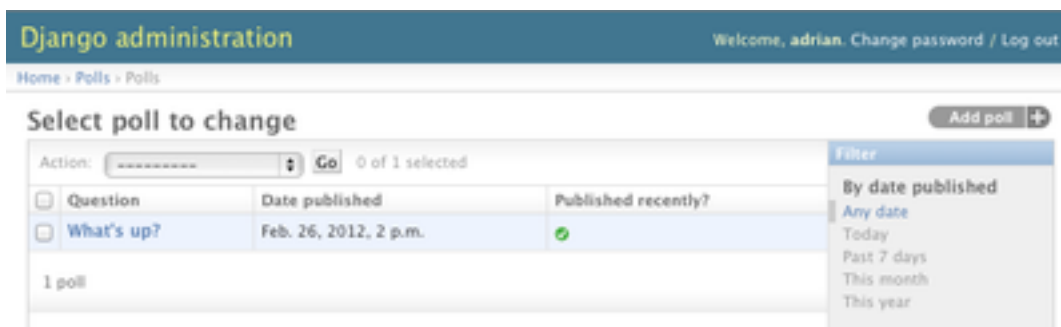 Django administration
Welcome, adrian. Change password / Log out
Home › Polls › Polls
Select poll to change
Add poll +
Action: --------- Go 0 of 1 selected
Question Date published Published recently?
What's up? Feb. 26, 2012, 2 p.m.
1 poll
Filter
By date published
Any date
Today
Past 7 days
This month
This year